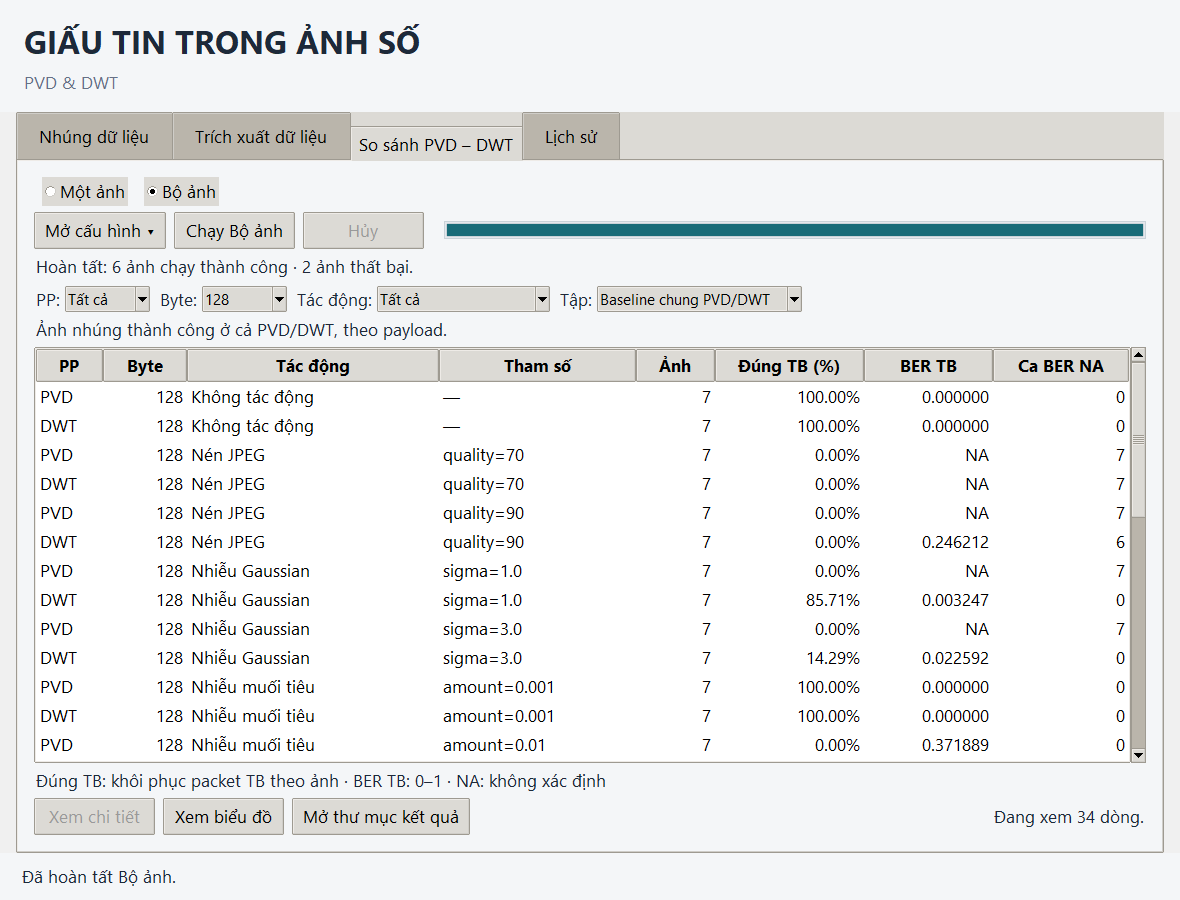 GIẤU TIN TRONG ẢNH SỐ
PVD & DWT
Nhúng dữ liệu Trích xuất dữ liệu So sánh PVD – DWT Lịch sử
Một ảnh Bộ ảnh
Mở cấu hình Chạy Bộ ảnh Hủy
Hoàn tất: 6 ảnh chạy thành công · 2 ảnh thất bại.
PP: Tất cả Byte: 128 Tác động: Tất cả Tập: Baseline chung PVD/DWT
Ảnh nhúng thành công ở cả PVD/DWT, theo payload.
PP Byte Tác động Tham số Ảnh Đúng TB (%) BER TB Ca BER NA
PVD 128 Không tác động — 7 100.00% 0.000000 0
DWT 128 Không tác động — 7 100.00% 0.000000 0
PVD 128 Nén JPEG quality=70 7 0.00% NA 7
DWT 128 Nén JPEG quality=70 7 0.00% NA 7
PVD 128 Nén JPEG quality=90 7 0.00% NA 7
DWT 128 Nén JPEG quality=90 7 0.00% 0.246212 6
PVD 128 Nhiễu Gaussian sigma=1.0 7 0.00% NA 7
DWT 128 Nhiễu Gaussian sigma=1.0 7 85.71% 0.003247 0
PVD 128 Nhiễu Gaussian sigma=3.0 7 0.00% NA 7
DWT 128 Nhiễu Gaussian sigma=3.0 7 14.29% 0.022592 0
PVD 128 Nhiễu muối tiêu amount=0.001 7 100.00% 0.000000 0
DWT 128 Nhiễu muối tiêu amount=0.001 7 100.00% 0.000000 0
PVD 128 Nhiễu muối tiêu amount=0.01 7 0.00% 0.371889 0
Đúng TB: khôi phục packet TB theo ảnh · BER TB: 0–1 · NA: không xác định
Xem chi tiết Xem biểu đồ Mở thư mục kết quả Đang xem 34 dòng.
Đã hoàn tất Bộ ảnh.